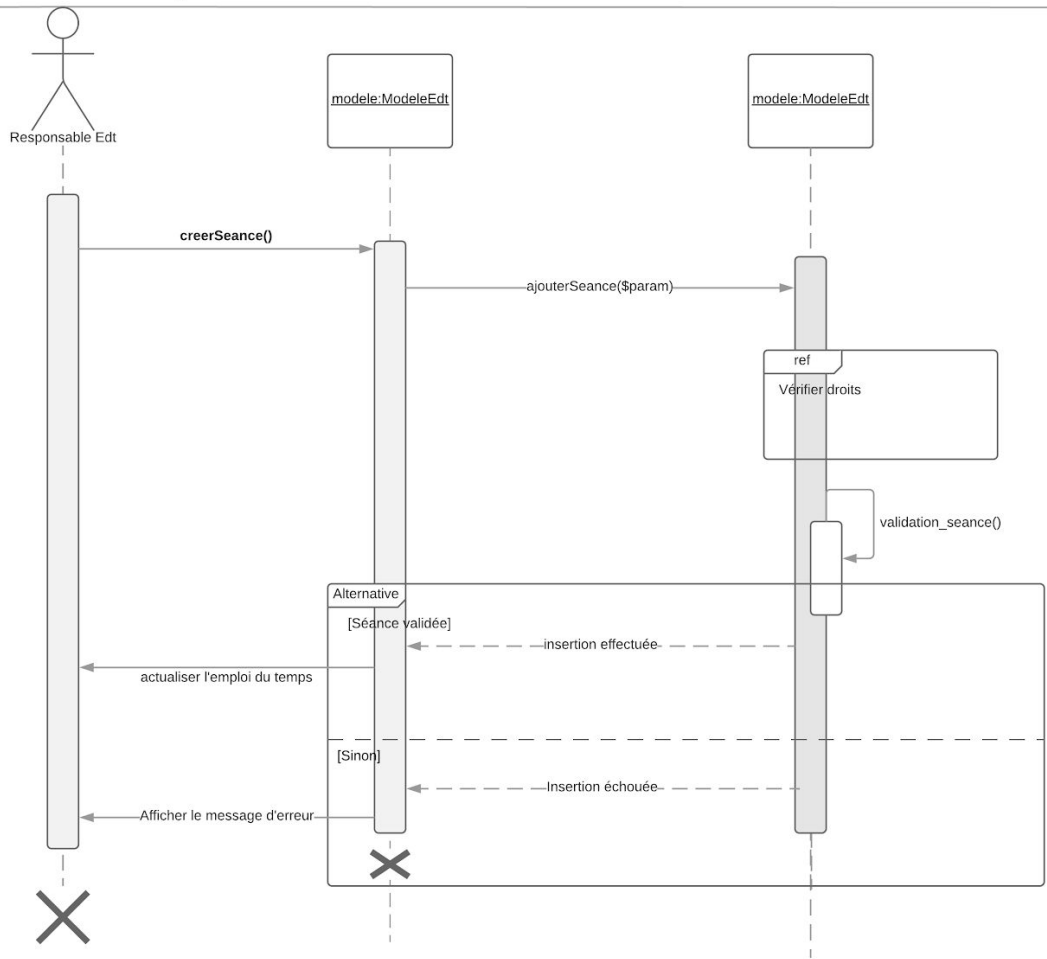 Responsable Edt
modele:ModeleEdt
modele:ModeleEdt
creerSeance()
ajouterSeance($param)
ref
Vérifier droits
validation_seance()
Alternative
[Séance validée]
insertion effectuée
actualiser l'emploi du temps
[Sinon]
Insertion échouée
Afficher le message d'erreur